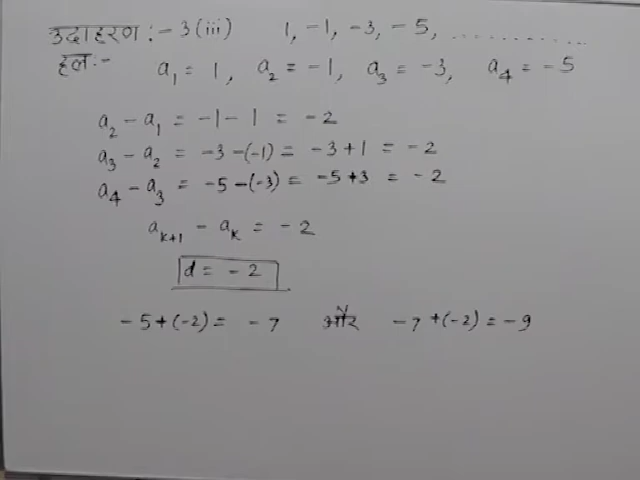 उदाहरण :- 3 (iii) 1, -1, -3, -5, ............
हल :- a₁ = 1, a₂ = -1, a₃ = -3, a₄ = -5
a₂ - a₁ = -1 - 1 = -2
a₃ - a₂ = -3 -(-1) = -3 + 1 = -2
a₄ - a₃ = -5 -(-3) = -5 + 3 = -2
aₖ₊₁ - aₖ = -2
d = -2
-5 + (-2) = -7 और -7 + (-2) = -9